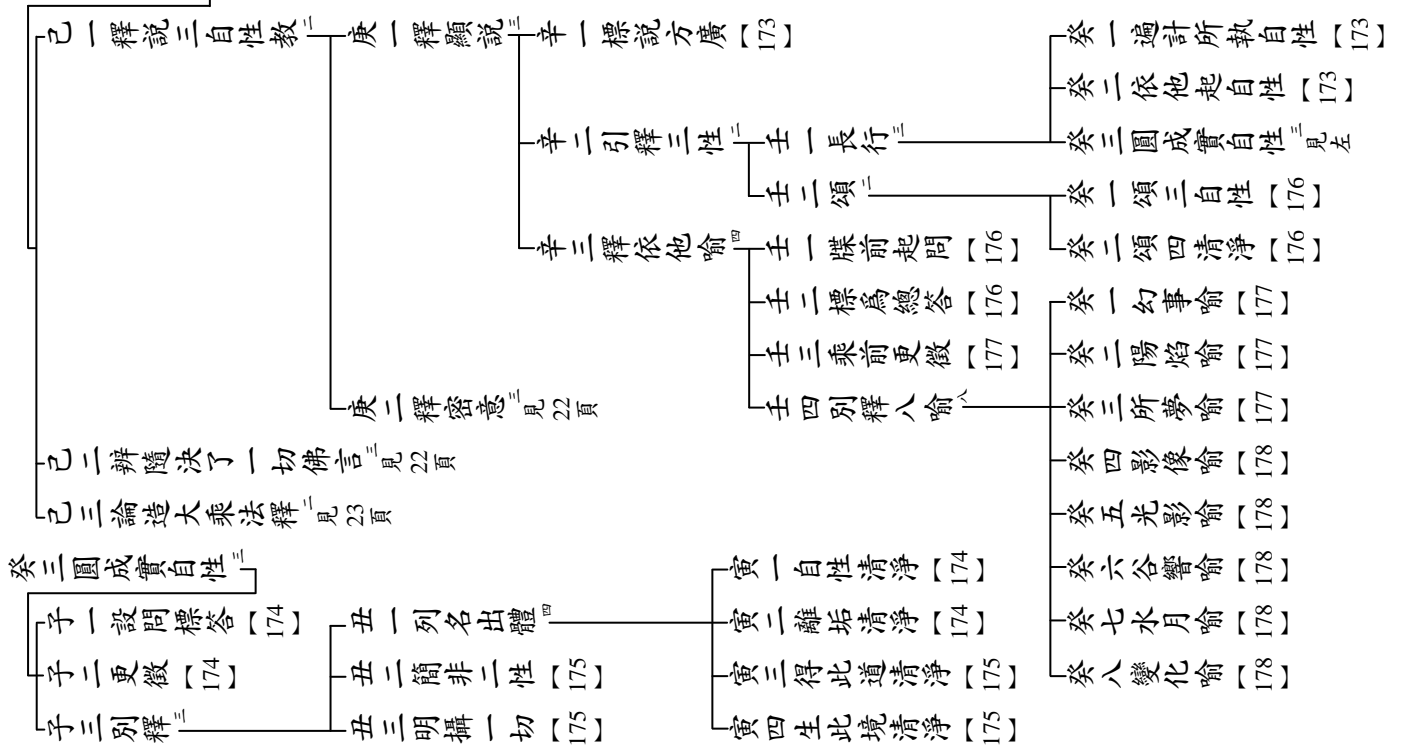 己一釋說三自性教二
庚一釋顯說三
辛一標說方廣【173】
辛二引釋三性二
壬一長行三
癸一遍計所執自性【173】
癸二依他起自性【173】
癸三圓成實自性三見左
壬二頌二
癸一頌三自性【176】
癸二頌四清淨【176】
辛三釋依他喻四
壬一牒前起問【176】
壬二標爲總答【176】
壬三乘前更徵【177】
壬四別釋八喻八
癸一幻事喻【177】
癸二陽焰喻【177】
癸三所夢喻【177】
癸四影像喻【178】
癸五光影喻【178】
癸六谷響喻【178】
癸七水月喻【178】
癸八變化喻【178】
庚二釋密意三見22頁
己二辨隨決了一切佛言三見22頁
己三論造大乘法釋二見23頁
癸三圓成實自性三
子一設問標答【174】
子二更徵【174】
子三別釋三
丑一列名出體四
寅一自性清淨【174】
寅二離垢清淨【174】
寅三得此道清淨【175】
寅四生此境清淨【175】
丑二簡非二性【175】
丑三明攝一切【175】